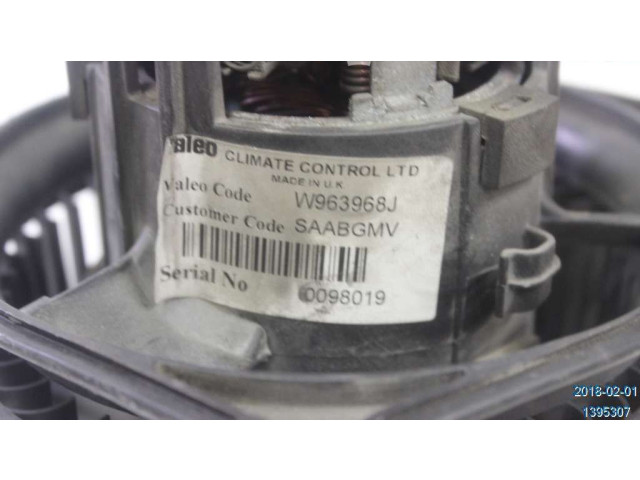 Valeo CLIMATE CONTROL LTD
MADE IN U.K
Valeo Code W963968J
Customer Code SAABGMV
Serial No 0098019
2018-02-01
1395307